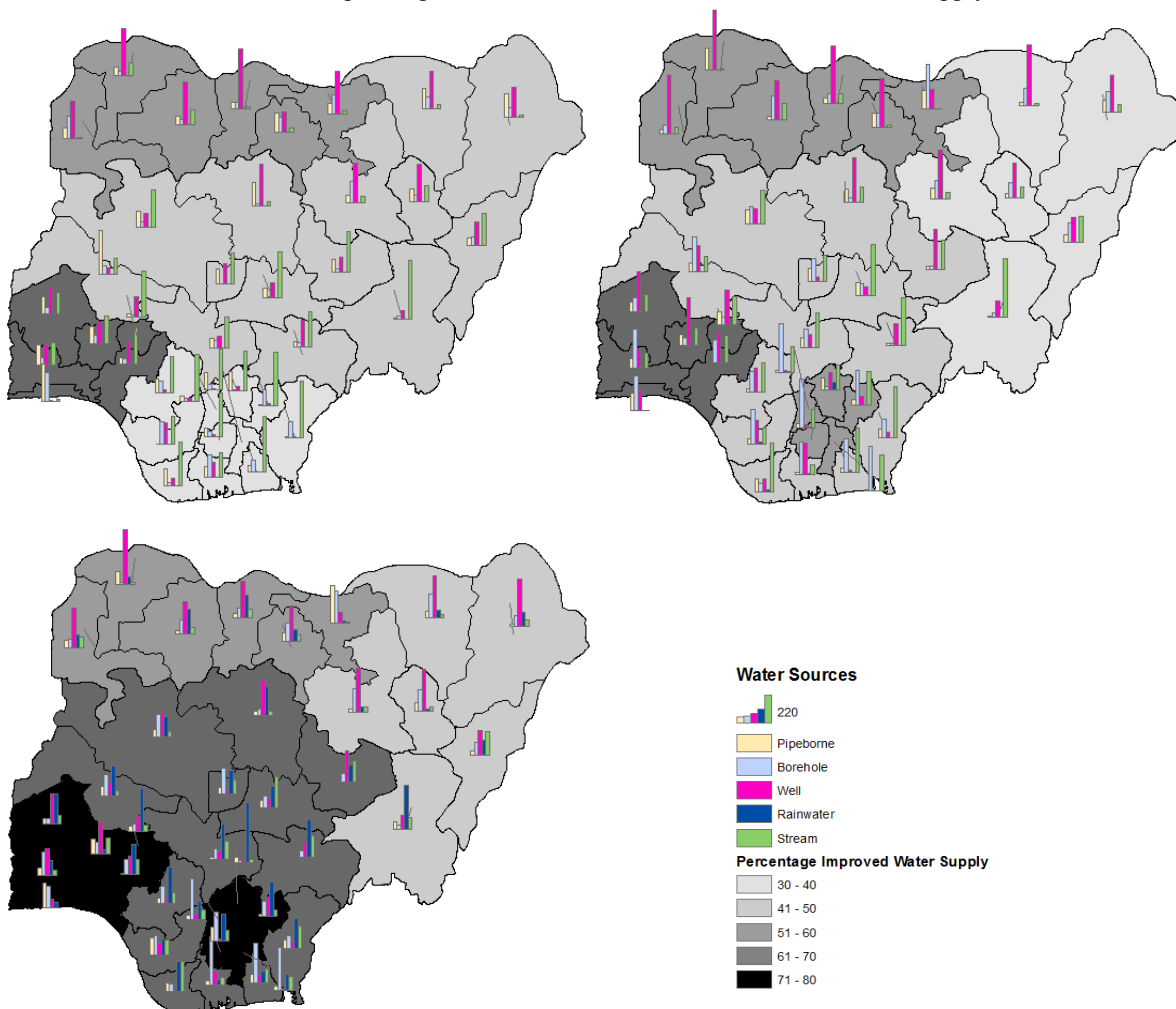 Water Sources
220
Pipeborne
Borehole
Well
Rainwater
Stream
Percentage Improved Water Supply
30 - 40
41 - 50
51 - 60
61 - 70
71 - 80